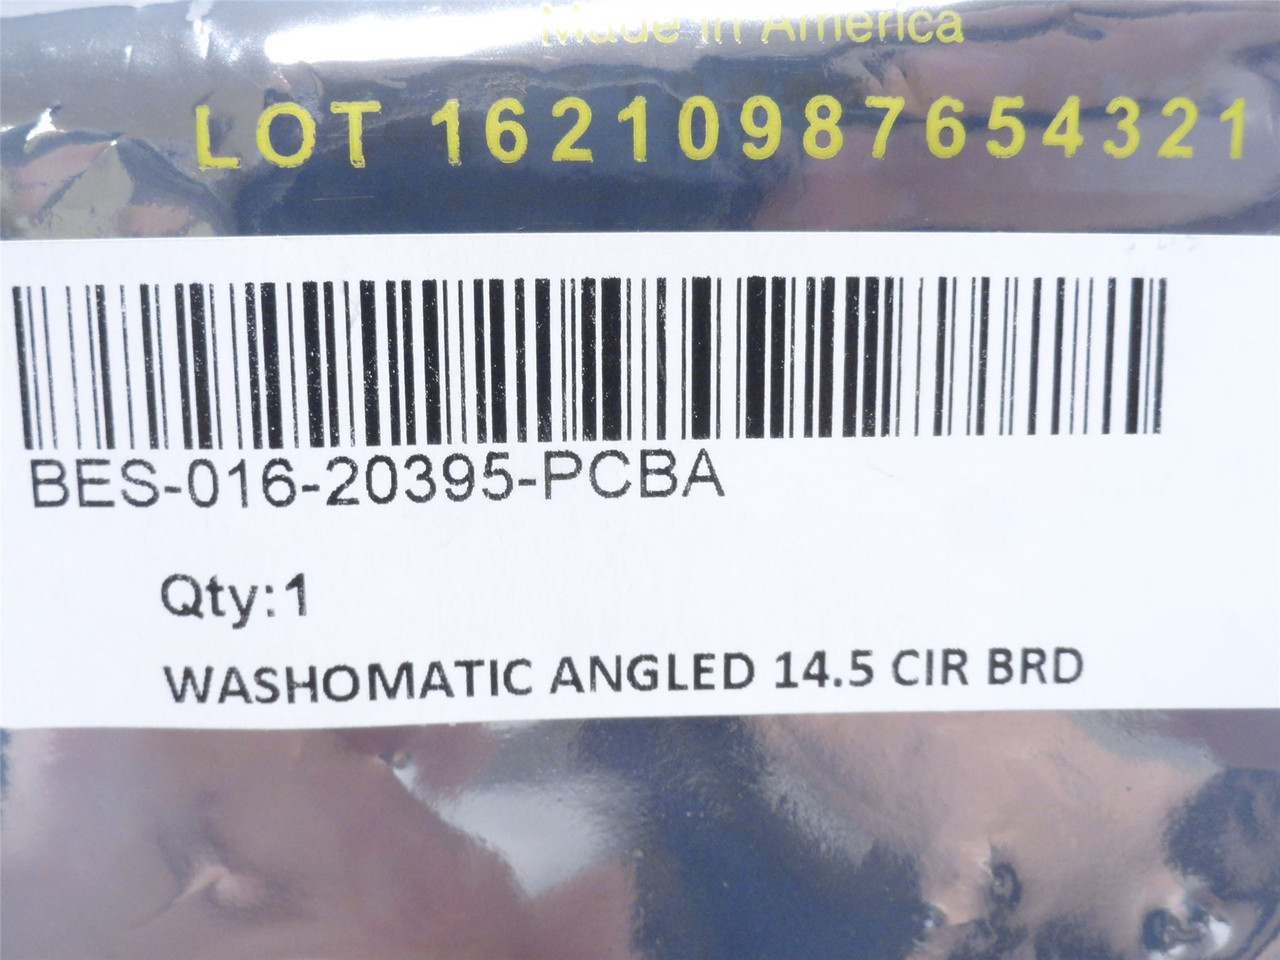 Made in America
LOT 16210987654321
BES-016-20395-PCBA
Qty:1
WASHOMATIC ANGLED 14.5 CIR BRD